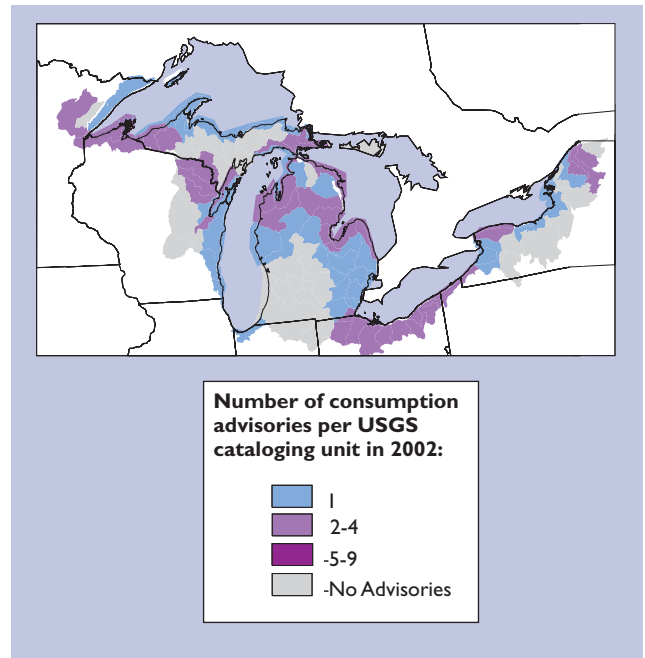 Number of consumption
advisories per USGS
cataloging unit in 2002:
1
2-4
-5-9
-No Advisories